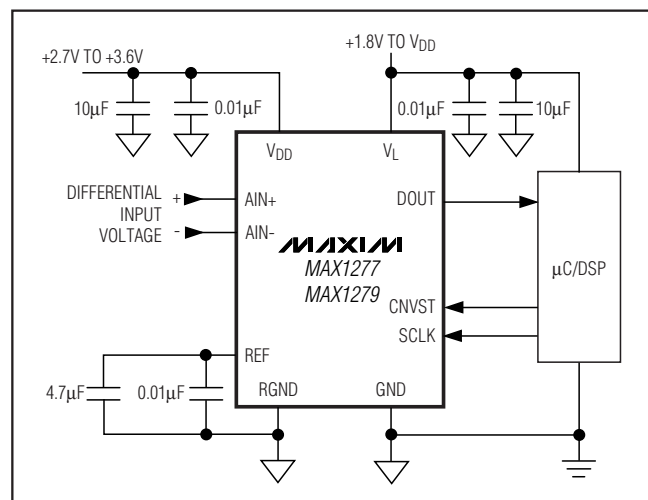 +2.7V TO +3.6V
+1.8V TO VDD
10µF
0.01µF
0.01µF
10µF
VDD
VL
DIFFERENTIAL
INPUT
VOLTAGE
+
-
AIN+
AIN-
DOUT
MAXIM
MAX1277
MAX1279
µC/DSP
CNVST
SCLK
REF
4.7µF
0.01µF
RGND
GND